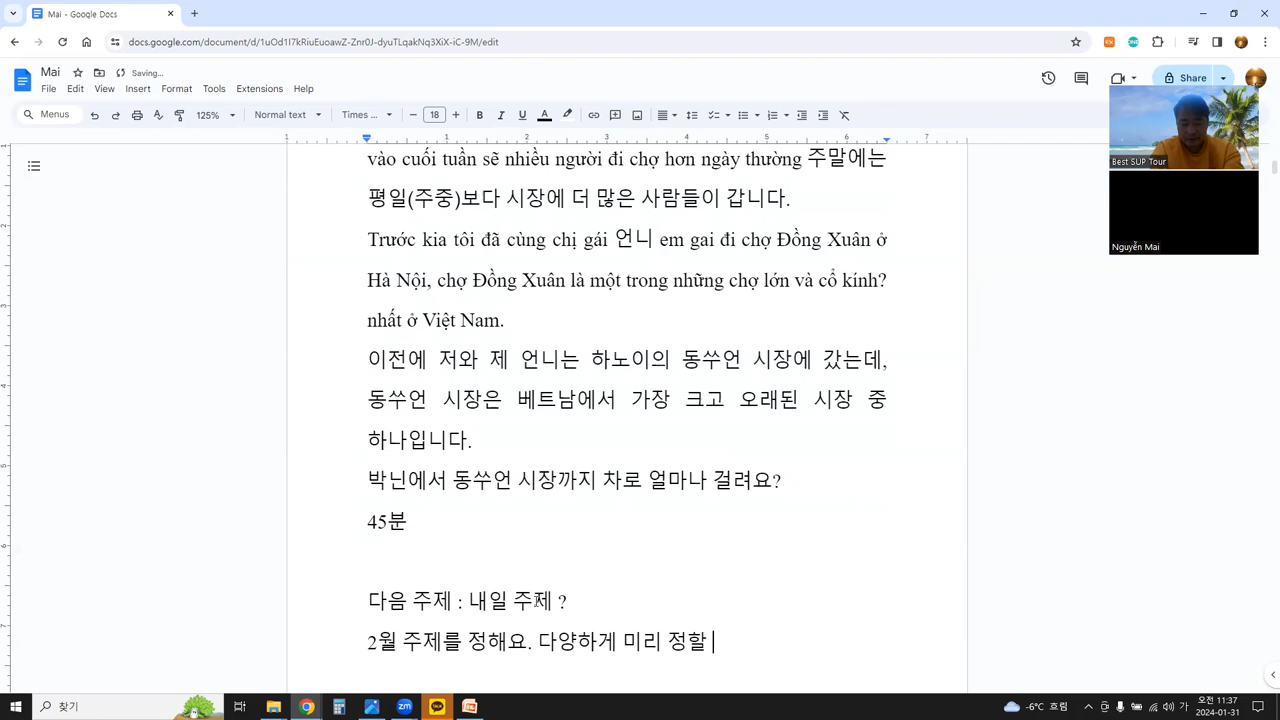 Mai - Google Docs
docs.google.com/document/d/1uOd1I7kRiuEuoawZ-Znr0J-dyuTLqakNq3XiX-iC-9M/edit
Mai
Saving...
File Edit View Insert Format Tools Extensions Help
Share
Menus
125%
Normal text
Times ...
18
B I U A
1 1 2 3 4 5 6 7
vào cuối tuần sẽ nhiều người đi chợ hơn ngày thường 주말에는
평일(주중)보다 시장에 더 많은 사람들이 갑니다.
Trước kia tôi đã cùng chị gái 언니 em gai đi chợ Đồng Xuân ở
Hà Nội, chợ Đồng Xuân là một trong những chợ lớn và cổ kính?
nhất ở Việt Nam.
이전에 저와 제 언니는 하노이의 동쑤언 시장에 갔는데,
동쑤언 시장은 베트남에서 가장 크고 오래된 시장 중
하나입니다.
박닌에서 동쑤언 시장까지 차로 얼마나 걸려요?
45분
다음 주제 : 내일 주제 ?
2월 주제를 정해요. 다양하게 미리 정할
Best SUP Tour
Nguyễn Mai
찾기
zm
-6℃ 흐림
가
오전 11:37
2024-01-31